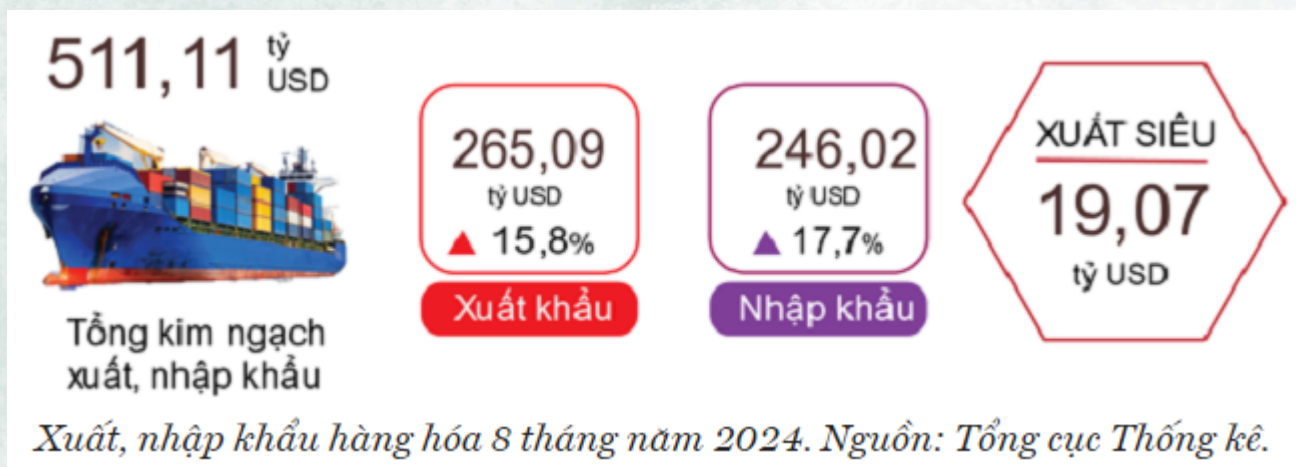 511,11 tỷ USD
Tổng kim ngạch
xuất, nhập khẩu
265,09
tỷ USD
▲ 15,8%
Xuất khẩu
246,02
tỷ USD
▲ 17,7%
Nhập khẩu
XUẤT SIÊU
19,07
tỷ USD
Xuất, nhập khẩu hàng hóa 8 tháng năm 2024. Nguồn: Tổng cục Thống kê.